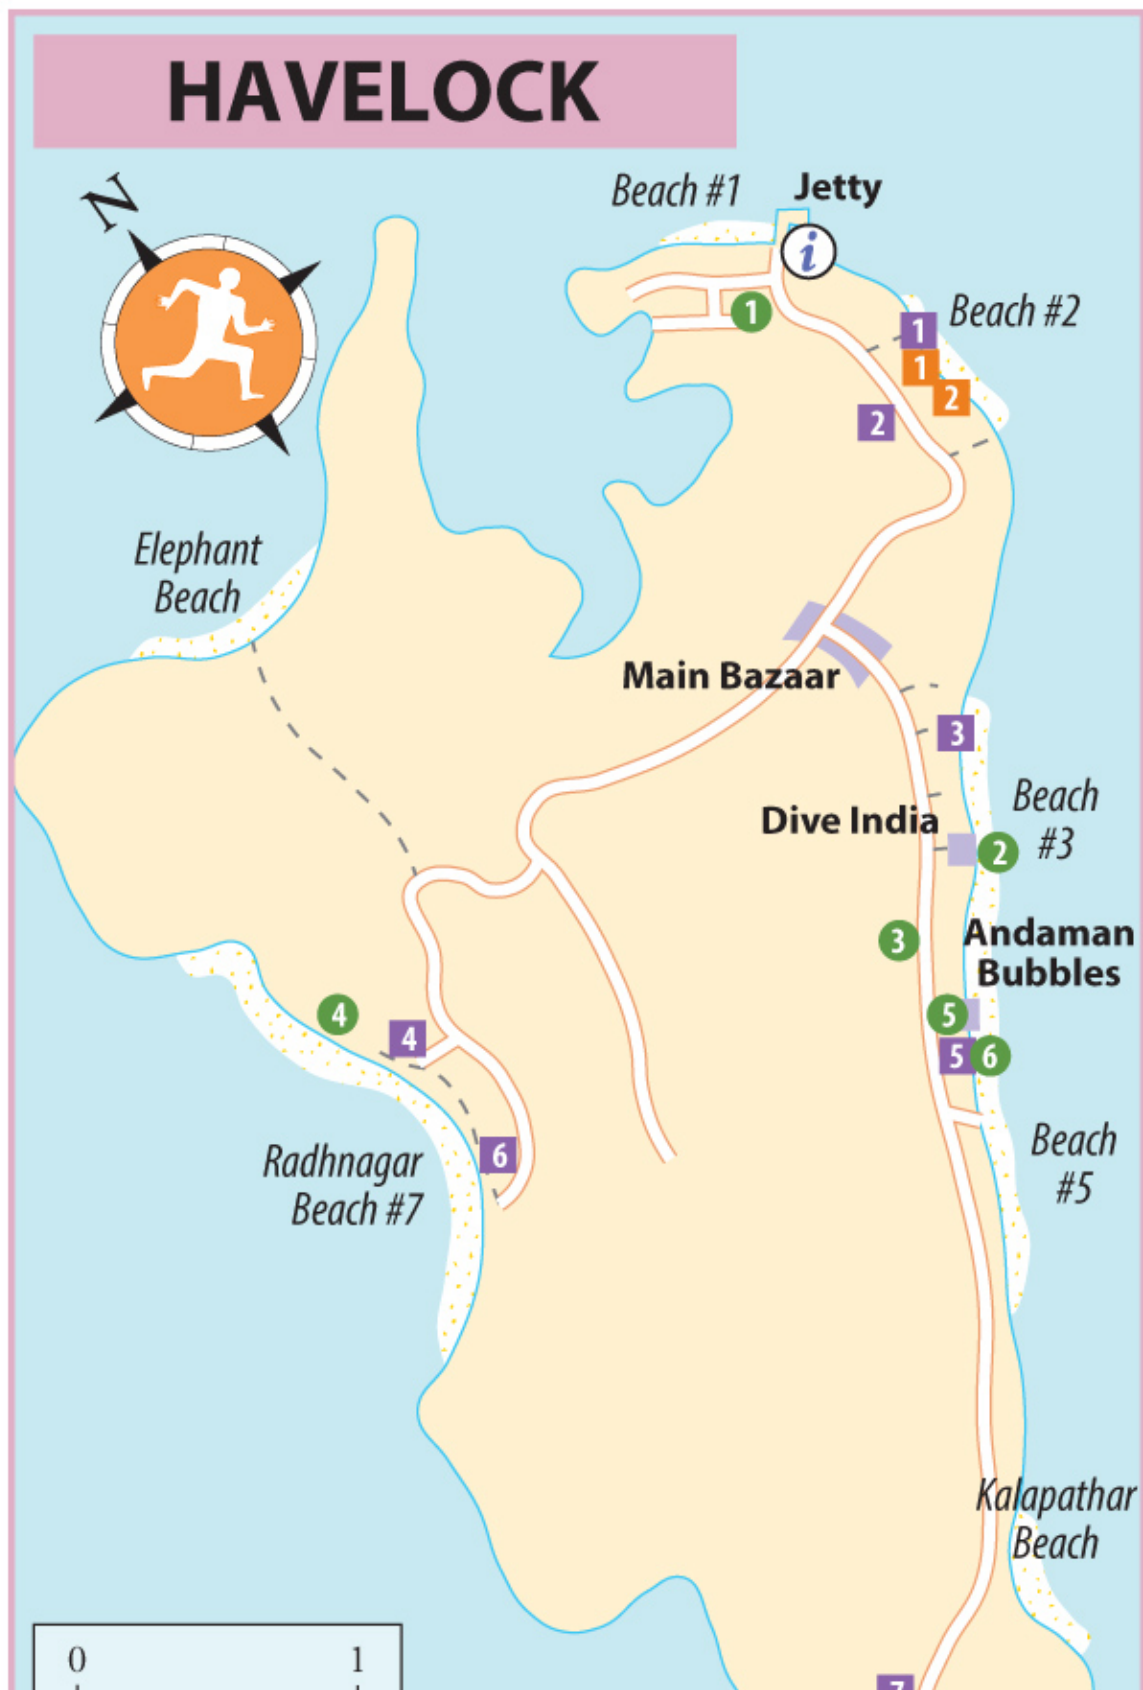 HAVELOCK
N
Beach #1
Jetty
i
1
Beach #2
1
1
2
2
Elephant
Beach
Main Bazaar
3
Beach
#3
Dive India
2
3
Andaman
Bubbles
4
5
4
5
6
Beach
#5
Radhnagar
Beach #7
6
Kalapathar
Beach
0
1
7